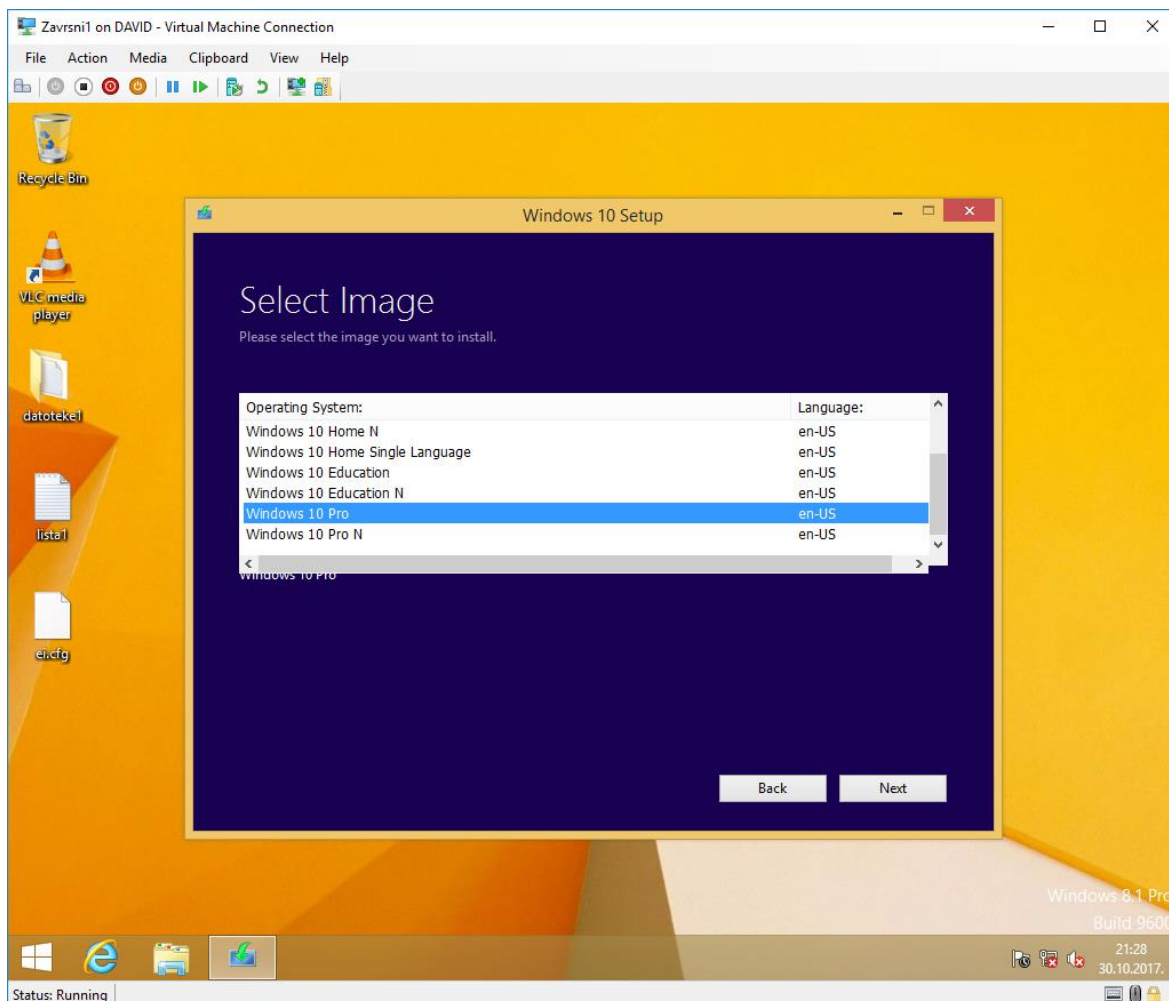 Zavrsni1 on DAVID - Virtual Machine Connection
File Action Media Clipboard View Help
Recycle Bin
VLC media
player
datoteke1
lista1
ei.cfg
Windows 10 Setup
Select Image
Please select the image you want to install.
Operating System: Language:
Windows 10 Home N en-US
Windows 10 Home Single Language en-US
Windows 10 Education en-US
Windows 10 Education N en-US
Windows 10 Pro en-US
Windows 10 Pro N en-US
Windows 10 Pro
Back Next
Windows 8.1 Pro
Build 9600
21:28
30.10.2017.
Status: Running